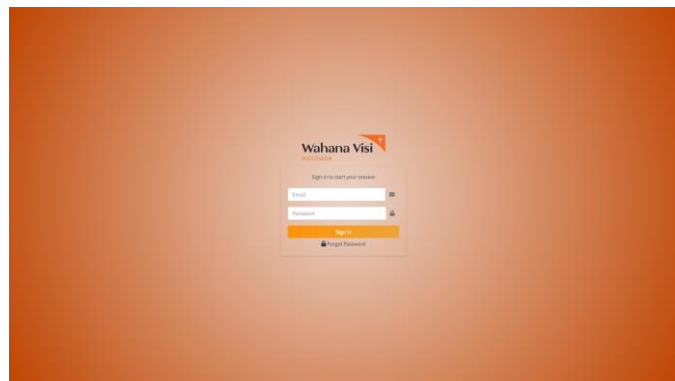 Wahana Visi
INDONESIA
Sign in to start your session
Email
Password
Sign In
Forgot Password